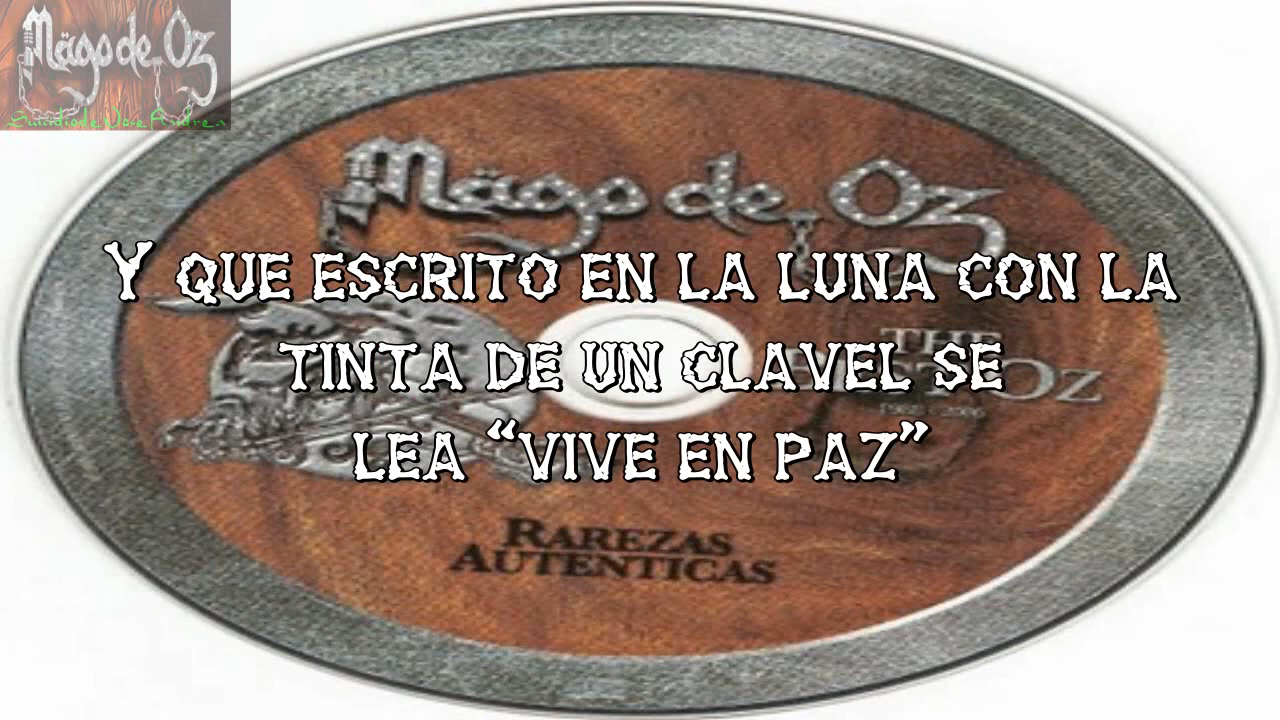 Mägo de Oz
Mägo de Oz
Y QUE ESCRITO EN LA LUNA CON LA
TINTA DE UN CLAVEL SE
LEA “VIVE EN PAZ”
THE
Oz
RAREZAS
AUTENTICAS